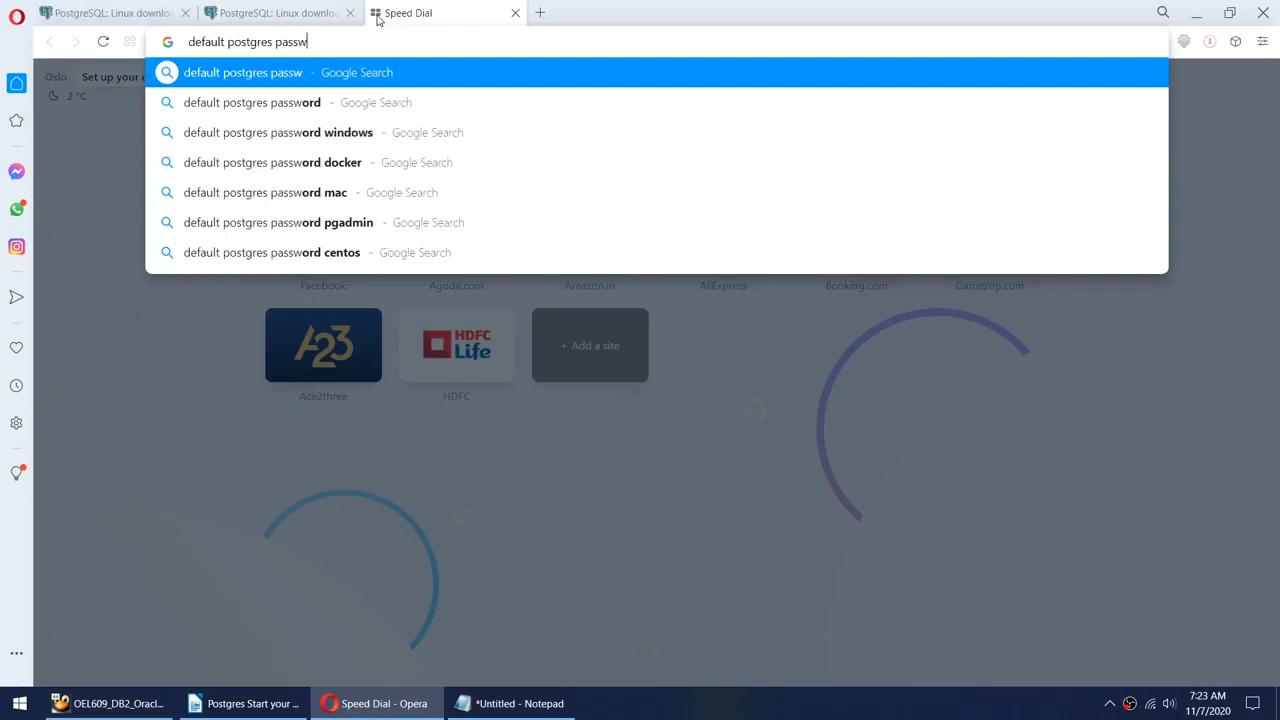 PostgreSQL: Linux downloa
PostgreSQL: Linux downloa
Speed Dial
default postgres passw
default postgres passw - Google Search
default postgres password - Google Search
default postgres password windows - Google Search
default postgres password docker - Google Search
default postgres password mac - Google Search
default postgres password pgadmin - Google Search
default postgres password centos - Google Search
Oslo
Set up your
2 °C
Facebook
Agoda.com
Amazon.in
AliExpress
Booking.com
Gamezop.com
A23
HDFC
Life
+ Add a site
Ace2three
HDFC
OEL609_DB2_Oracl...
Postgres Start your ...
Speed Dial - Opera
*Untitled - Notepad
7:23 AM
11/7/2020